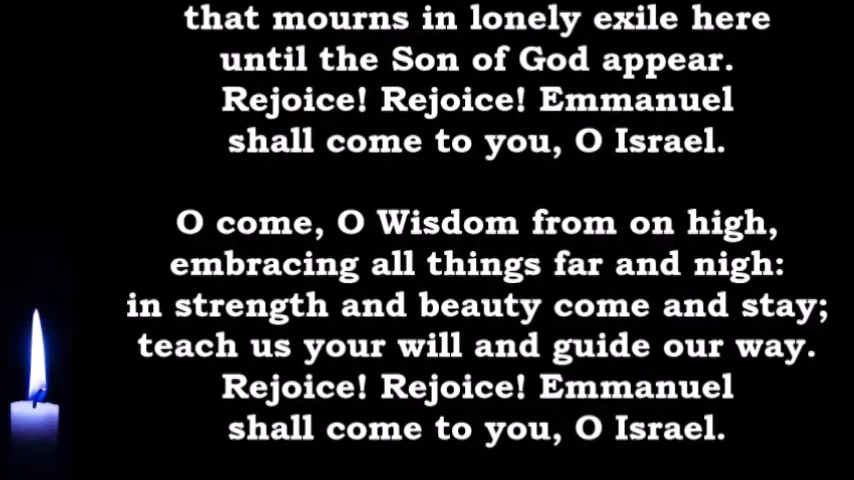 that mourns in lonely exile here
until the Son of God appear.
Rejoice! Rejoice! Emmanuel
shall come to you, O Israel.
O come, O Wisdom from on high,
embracing all things far and nigh:
in strength and beauty come and stay;
teach us your will and guide our way.
Rejoice! Rejoice! Emmanuel
shall come to you, O Israel.